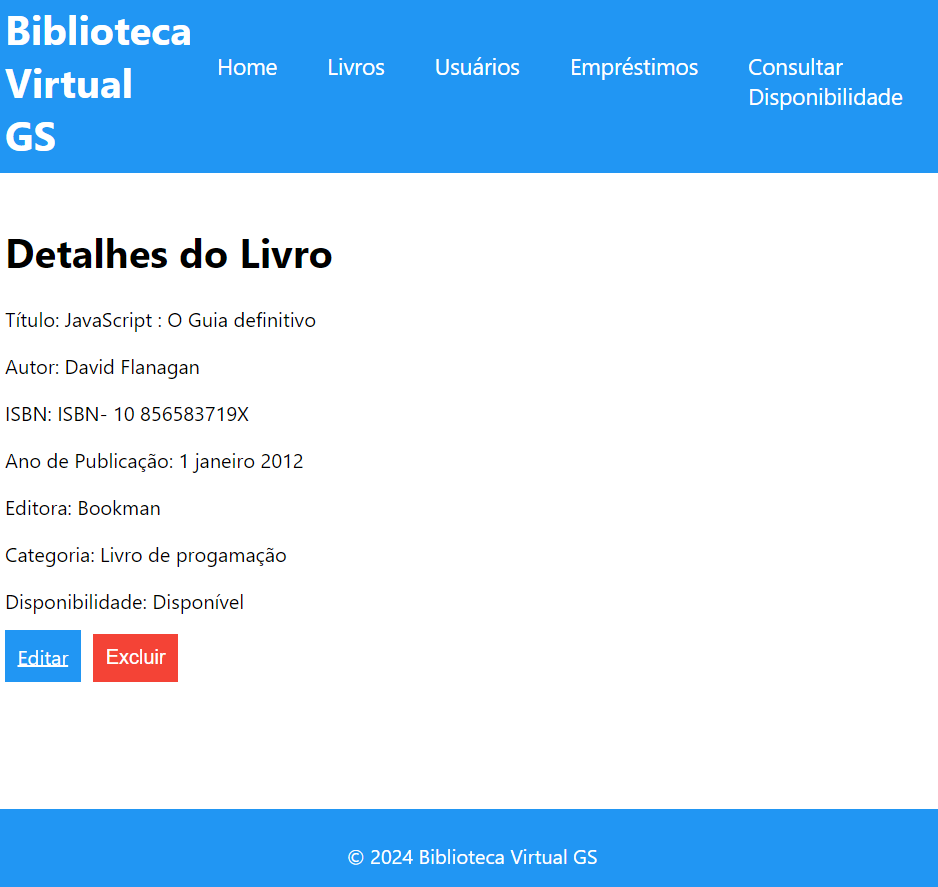 Biblioteca
Virtual
GS
Home
Livros
Usuários
Empréstimos
Consultar
Disponibilidade
Detalhes do Livro
Título: JavaScript : O Guia definitivo
Autor: David Flanagan
ISBN: ISBN- 10 856583719X
Ano de Publicação: 1 janeiro 2012
Editora: Bookman
Categoria: Livro de progamação
Disponibilidade: Disponível
Editar
Excluir
© 2024 Biblioteca Virtual GS